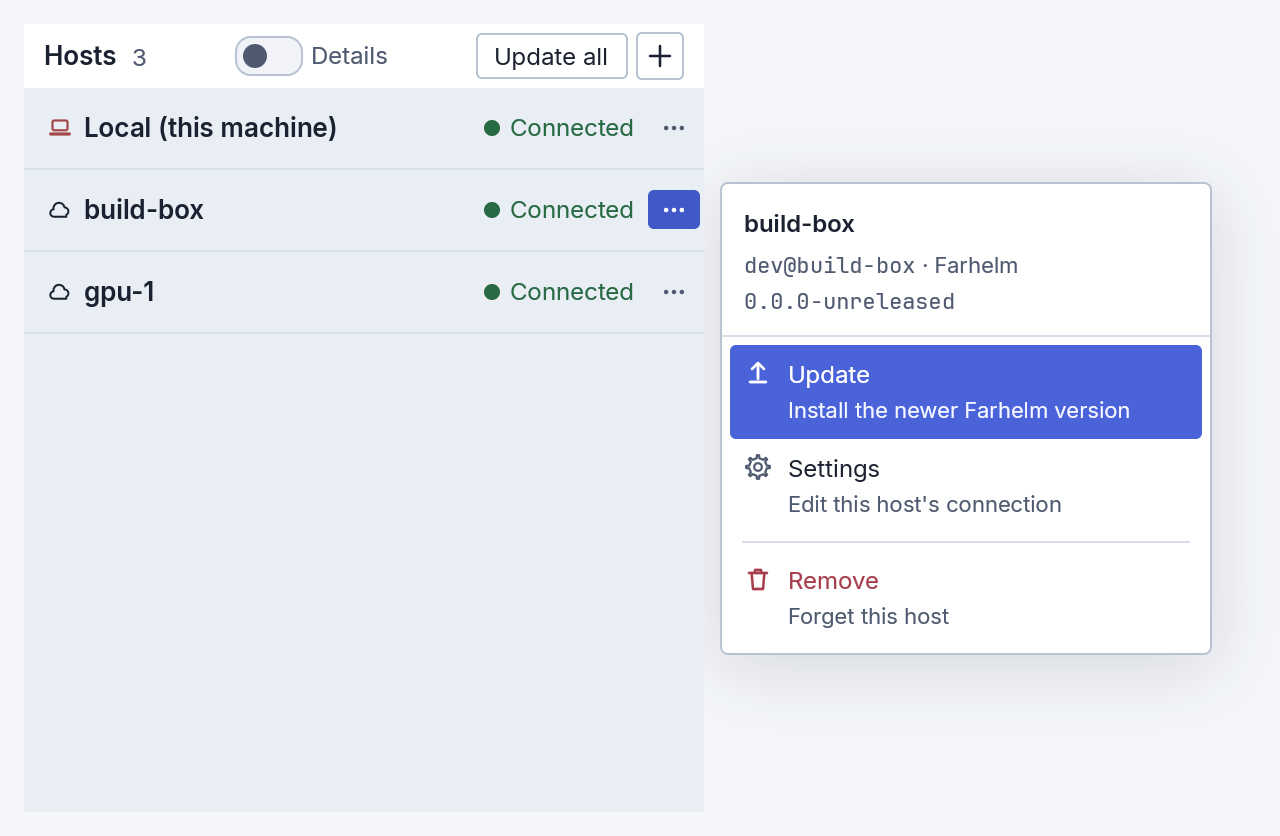 Hosts 3 Details Update all
Local (this machine) Connected
build-box Connected
gpu-1 Connected
build-box
dev@build-box · Farhelm
0.0.0-unreleased
Update
Install the newer Farhelm version
Settings
Edit this host's connection
Remove
Forget this host